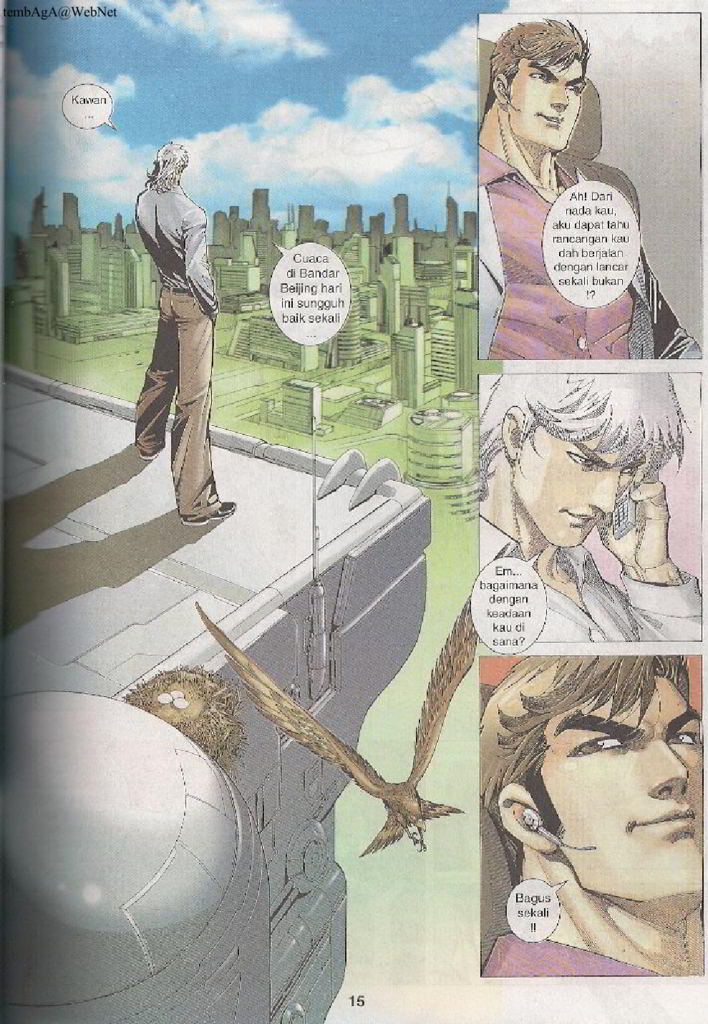 tembAgA@WebNet
Kawan
...
Cuaca
di Bandar
Beijing hari
ini sungguh
baik sekali
...
Ah! Dari
nada kau,
aku dapat tahu
rancangan kau
dah berjalan
dengan lancar
sekali bukan
!?
Em...
bagaimana
dengan
keadaan
kau di
sana?
Bagus
sekali
!!
15